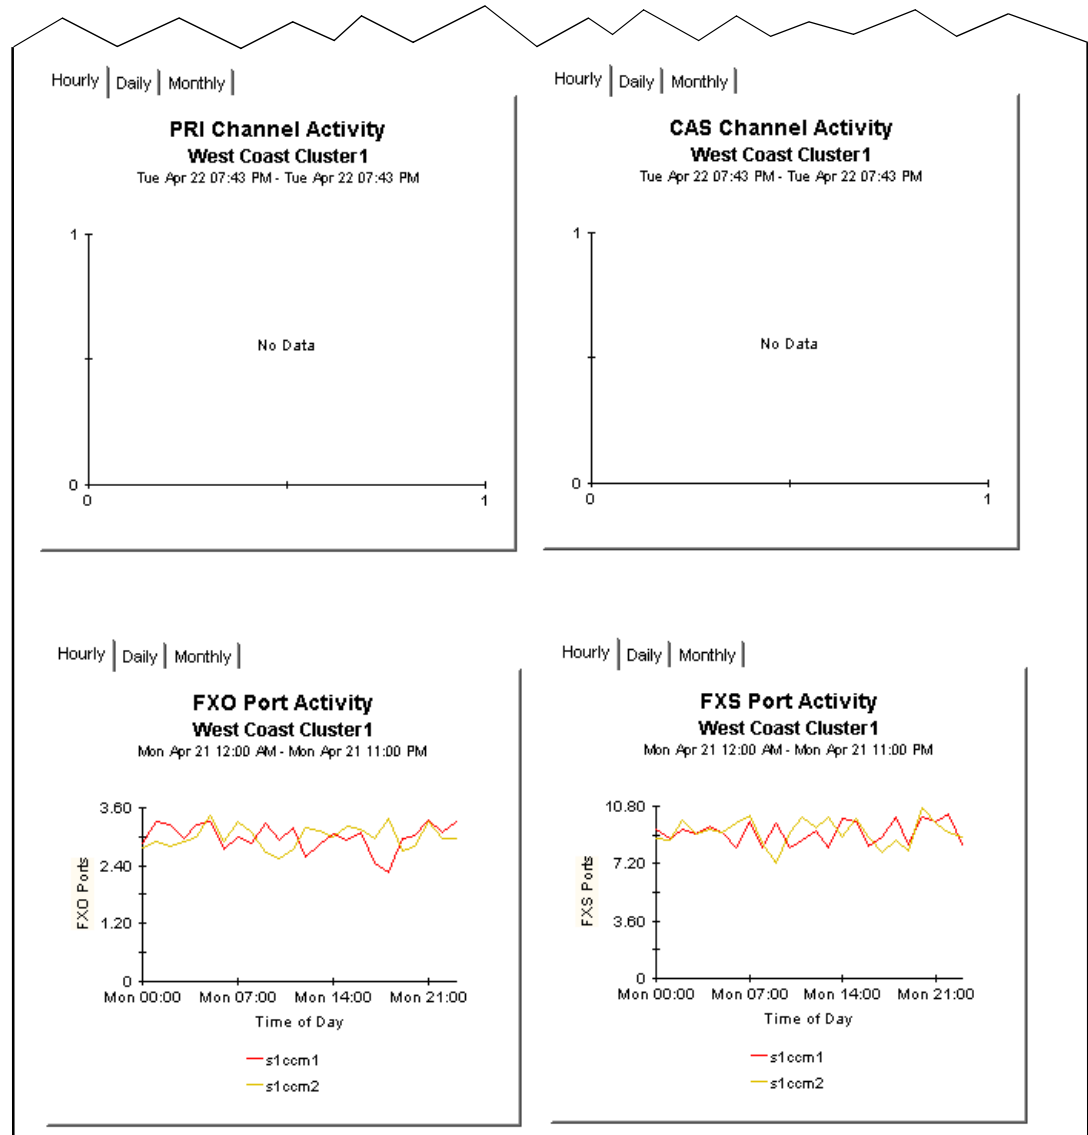 Hourly Daily Monthly
PRI Channel Activity
West Coast Cluster1
Tue Apr 22 07:43 PM - Tue Apr 22 07:43 PM
1
No Data
0
0 1
Hourly Daily Monthly
CAS Channel Activity
West Coast Cluster1
Tue Apr 22 07:43 PM - Tue Apr 22 07:43 PM
1
No Data
0
0 1
Hourly Daily Monthly
FXO Port Activity
West Coast Cluster1
Mon Apr 21 12:00 AM - Mon Apr 21 11:00 PM
3.60
2.40
1.20
0
FXO Ports
Mon 00:00 Mon 07:00 Mon 14:00 Mon 21:00
Time of Day
s1ccm1
s1ccm2
Hourly Daily Monthly
FXS Port Activity
West Coast Cluster1
Mon Apr 21 12:00 AM - Mon Apr 21 11:00 PM
10.80
7.20
3.60
0
FXS Ports
Mon 00:00 Mon 07:00 Mon 14:00 Mon 21:00
Time of Day
s1ccm1
s1ccm2